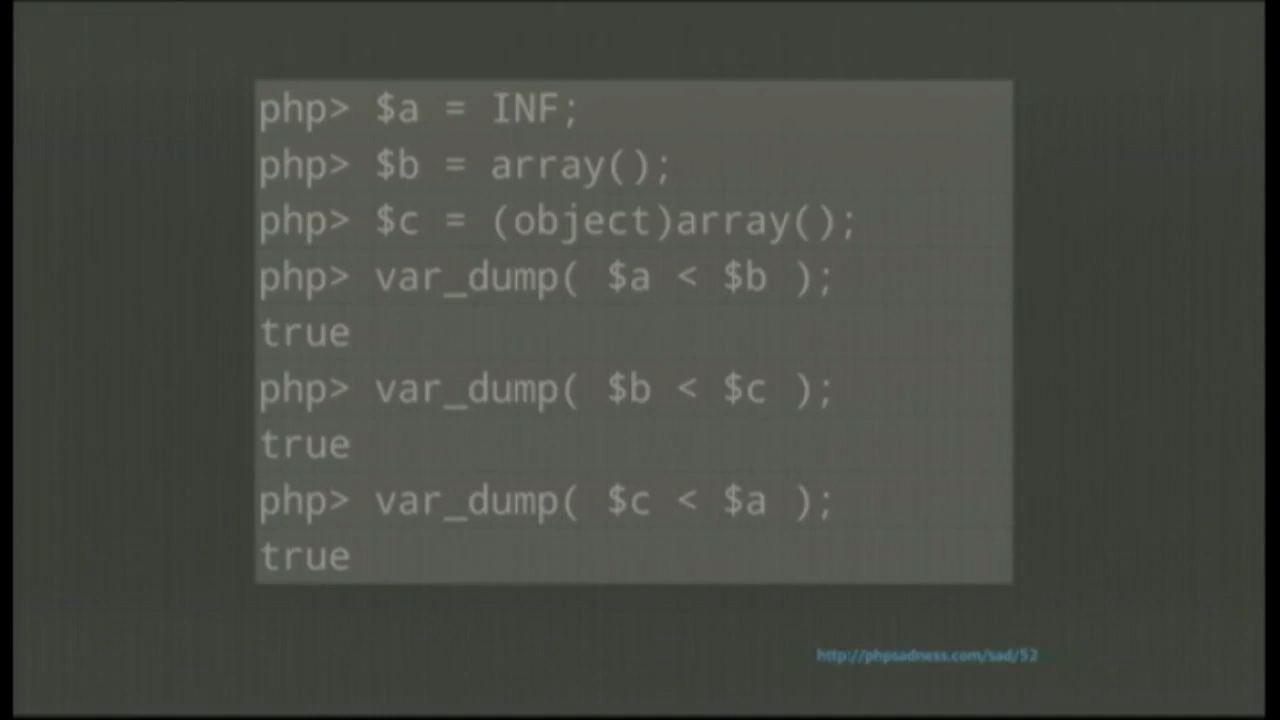 php> $a = INF;
php> $b = array();
php> $c = (object)array();
php> var_dump( $a < $b );
true
php> var_dump( $b < $c );
true
php> var_dump( $c < $a );
true
http://phpsadness.com/sad/52